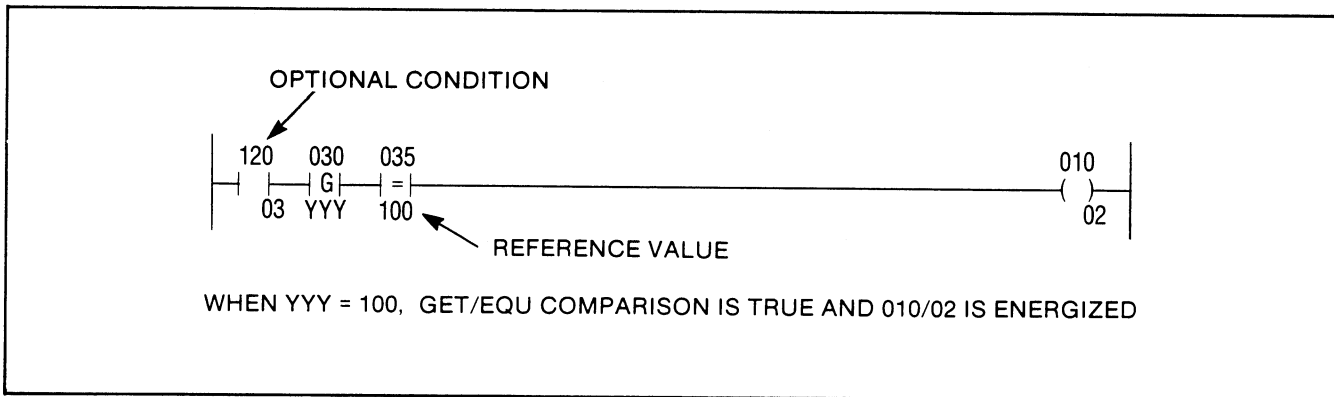 OPTIONAL CONDITION
120 030 035 010
G =
03 YYY 100 02
REFERENCE VALUE
WHEN YYY = 100, GET/EQU COMPARISON IS TRUE AND 010/02 IS ENERGIZED